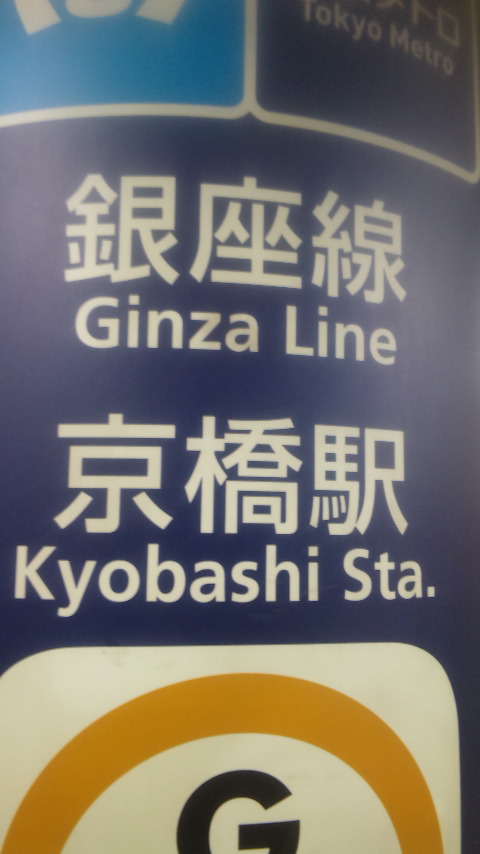 Tokyo Metro
銀座線
Ginza Line
京橋駅
Kyobashi Sta.
G